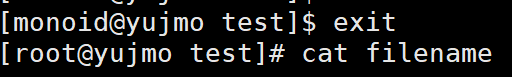 [monoid@yujmo test]$ exit
[root@yujmo test]# cat filename